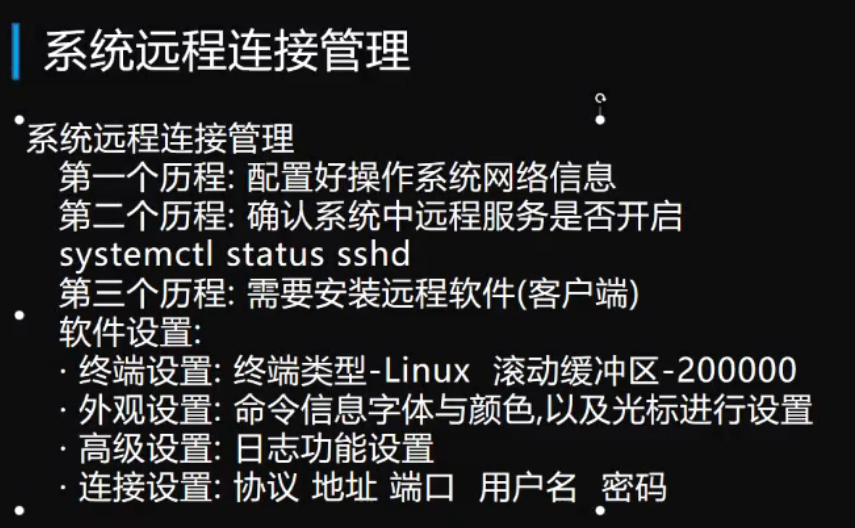 系统远程连接管理
系统远程连接管理
第一个历程: 配置好操作系统网络信息
第二个历程: 确认系统中远程服务是否开启
systemctl status sshd
第三个历程: 需要安装远程软件(客户端)
软件设置:
· 终端设置: 终端类型-Linux  滚动缓冲区-200000
· 外观设置: 命令信息字体与颜色,以及光标进行设置
· 高级设置: 日志功能设置
· 连接设置: 协议 地址 端口  用户名  密码